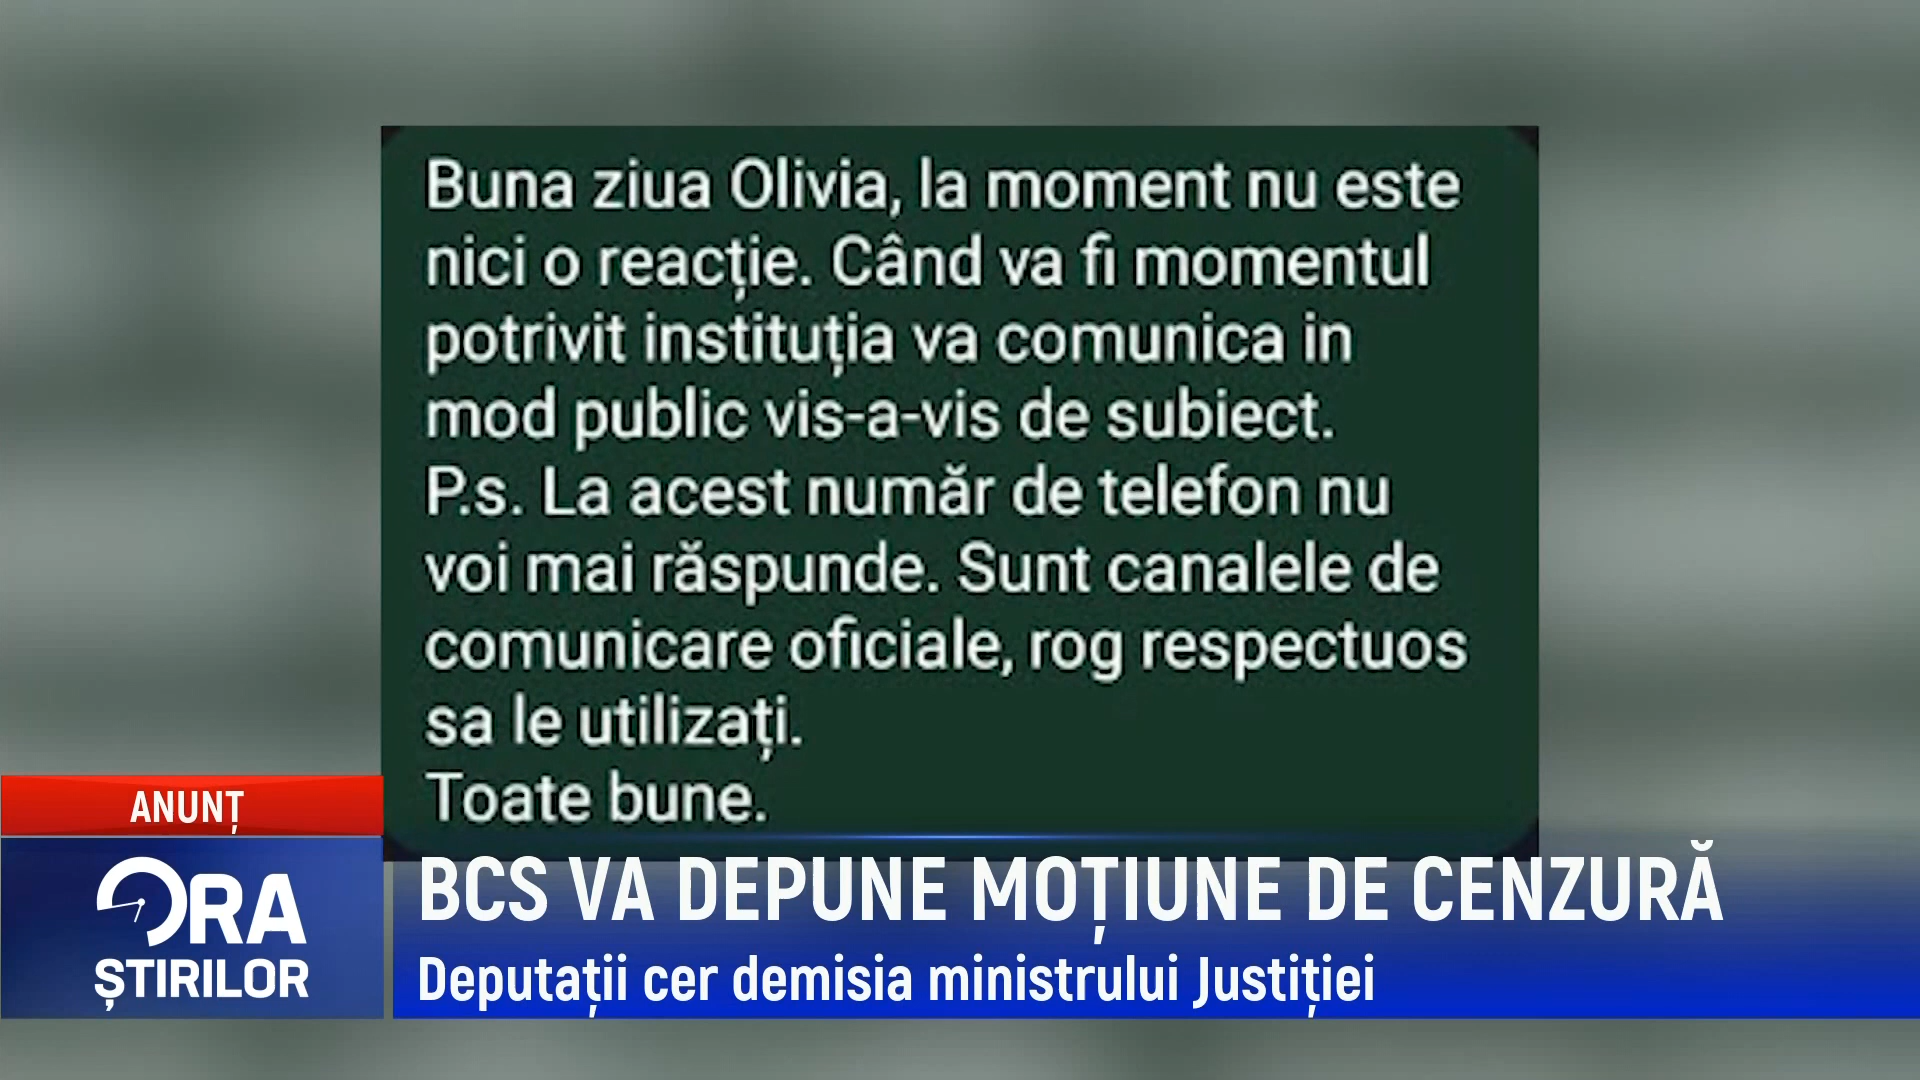 Buna ziua Olivia, la moment nu este
nici o reacție. Când va fi momentul
potrivit instituția va comunica in
mod public vis-a-vis de subiect.
P.s. La acest număr de telefon nu
voi mai răspunde. Sunt canalele de
comunicare oficiale, rog respectuos
sa le utilizați.
Toate bune.
ANUNȚ
ORA
ȘTIRILOR
BCS VA DEPUNE MOȚIUNE DE CENZURĂ
Deputații cer demisia ministrului Justiției